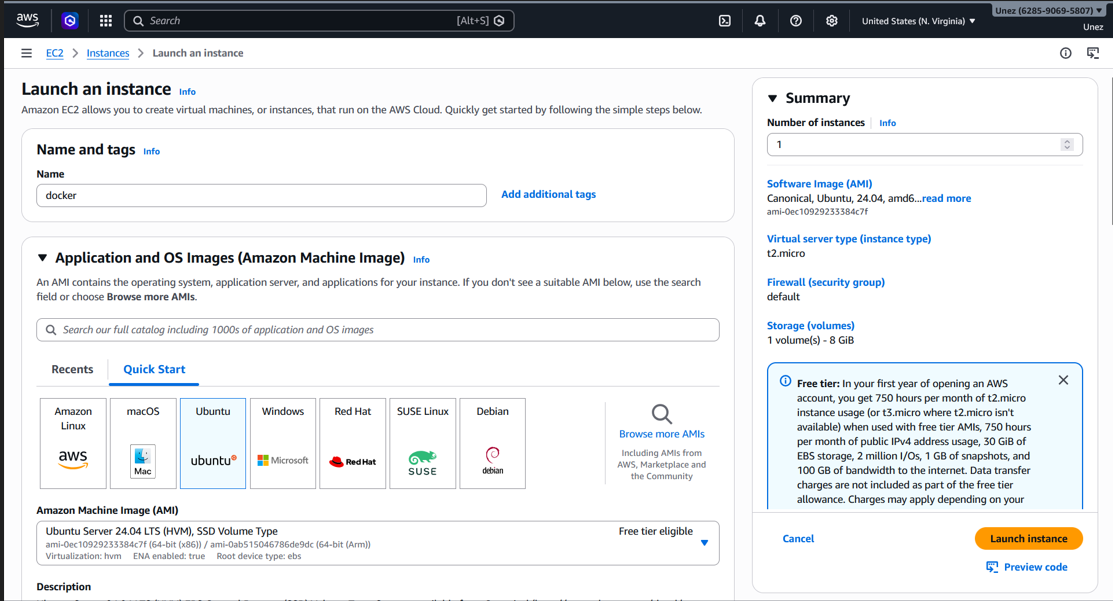 aws
Search
[Alt+S]
United States (N. Virginia) ▼
Unez (6285-9069-5807) ▼
Unez
EC2 > Instances > Launch an instance
Launch an instance Info
Amazon EC2 allows you to create virtual machines, or instances, that run on the AWS Cloud. Quickly get started by following the simple steps below.
Name and tags Info
Name
docker
Add additional tags
▼ Application and OS Images (Amazon Machine Image) Info
An AMI contains the operating system, application server, and applications for your instance. If you don't see a suitable AMI below, use the search
field or choose Browse more AMIs.
Search our full catalog including 1000s of application and OS images
Recents
Quick Start
Amazon
Linux
aws
macOS
Mac
Ubuntu
ubuntu
Windows
Microsoft
Red Hat
Red Hat
SUSE Linux
SUSE
Debian
debian
Browse more AMIs
Including AMIs from
AWS, Marketplace and
the Community
Amazon Machine Image (AMI)
Ubuntu Server 24.04 LTS (HVM), SSD Volume Type
Free tier eligible
ami-0ec10929233384c7f (64-bit (x86)) / ami-0ab515046786de9dc (64-bit (Arm))
Virtualization: hvm ENA enabled: true Root device type: ebs
Description
▼ Summary
Number of instances Info
1
Software Image (AMI)
Canonical, Ubuntu, 24.04, amd6...read more
ami-0ec10929233384c7f
Virtual server type (instance type)
t2.micro
Firewall (security group)
default
Storage (volumes)
1 volume(s) - 8 GiB
Free tier: In your first year of opening an AWS
account, you get 750 hours per month of t2.micro
instance usage (or t3.micro where t2.micro isn't
available) when used with free tier AMIs, 750 hours
per month of public IPv4 address usage, 30 GiB of
EBS storage, 2 million I/Os, 1 GB of snapshots, and
100 GB of bandwidth to the internet. Data transfer
charges are not included as part of the free tier
allowance. Charges may apply depending on your
Cancel
Launch instance
Preview code